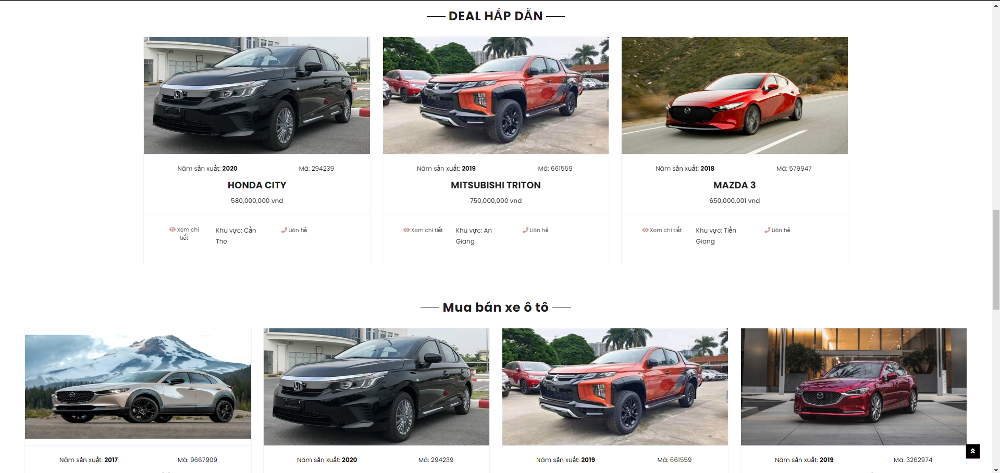 DEAL HẤP DẪN
Năm sản xuất: 2020 Mã: 294239
HONDA CITY
580,000,000 vnđ
Xem chi tiết
Khu vực: Cần Thơ
Liên hệ
Năm sản xuất: 2019 Mã: 661559
MITSUBISHI TRITON
750,000,000 vnđ
Xem chi tiết
Khu vực: An Giang
Liên hệ
Năm sản xuất: 2018 Mã: 579947
MAZDA 3
650,000,001 vnđ
Xem chi tiết
Khu vực: Tiền Giang
Liên hệ
Mua bán xe ô tô
Năm sản xuất: 2017 Mã: 9667909
Năm sản xuất: 2020 Mã: 294239
Năm sản xuất: 2019 Mã: 661559
Năm sản xuất: 2019 Mã: 3262974